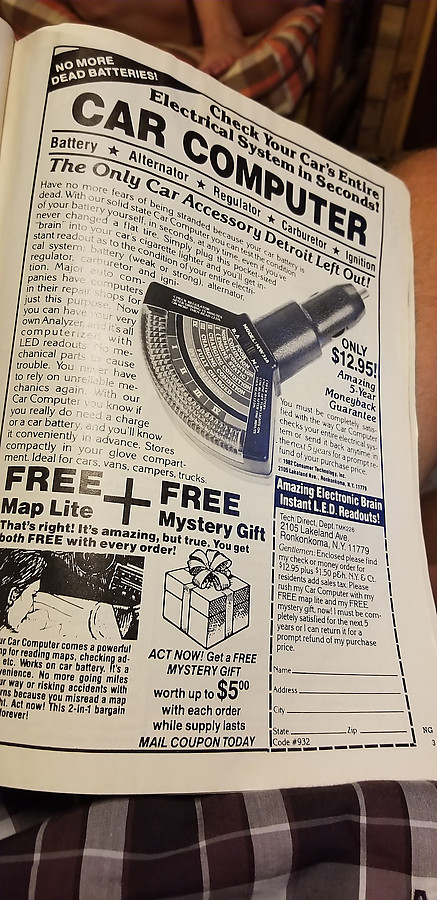 NO MORE
DEAD BATTERIES!
Check Your Car's Entire
Electrical System in Seconds!
CAR COMPUTER
Battery ★ Alternator ★ Regulator ★ Carburetor ★ Ignition
The Only Car Accessory Detroit Left Out!
Have no more fears of being stranded because your car battery is
dead. With our solid state Car Computer you can test the condition
of your battery yourself, in seconds, at any time, even if you've
never changed a flat tire. Simply plug this pocket-sized
"brain" into your car's cigarette lighter and you'll get in-
stant readout as to the condition of your entire electri-
cal system: battery (weak or strong), alternator,
regulator, carburetor and igni-
tion. Major auto com-
panies have computers
in their repair shops for
just this purpose. Now
you can have your very
own Analyzer, and it's all
computerized with
LED readouts. No me-
chanical parts to cause
trouble. You never have
to rely on unreliable me-
chanics again. With our
Car Computer you know if
you really do need a charge
or a car battery, and you'll know
it conveniently in advance. Stores
compactly in your glove compart-
ment. Ideal for cars, vans, campers, trucks.
ONLY
$12.95!
Amazing
5-Year
Moneyback
Guarantee
You must be completely satis-
fied with the way Car Computer
checks your entire electrical sys-
tem or send it back anytime in
the next 5 years for a prompt re-
fund of your purchase price.
© 1982 Consumer Technology, Inc.
2105 Lakeland Ave., Ronkonkoma, N.Y. 11779
FREE + FREE
Map Lite
Mystery Gift
That's right! It's amazing, but true. You get
both FREE with every order!
ur Car Computer comes a powerful
mp for reading maps, checking ad-
etc. Works on car battery. It's a
venience. No more going miles
ur way or risking accidents with
rns because you misread a map
ht. Act now! This 2-in-1 bargain
forever!
ACT NOW! Get a FREE
MYSTERY GIFT
worth up to $5.00
with each order
while supply lasts
MAIL COUPON TODAY
Amazing Electronic Brain
Instant L.E.D. Readouts!
Tech Direct, Dept. TMK226
2105 Lakeland Ave.
Ronkonkoma, N.Y. 11779
Gentlemen: Enclosed please find
my check or money order for
$12.95 plus $1.50 p&h. N.Y. & Ct.
residents add sales tax. Please
rush my Car Computer with my
FREE map lite and my FREE
mystery gift, now! I must be com-
pletely satisfied for the next 5
years or I can return it for a
prompt refund of my purchase
price.
Name
Address
City
State Zip
Code #932
NG
3